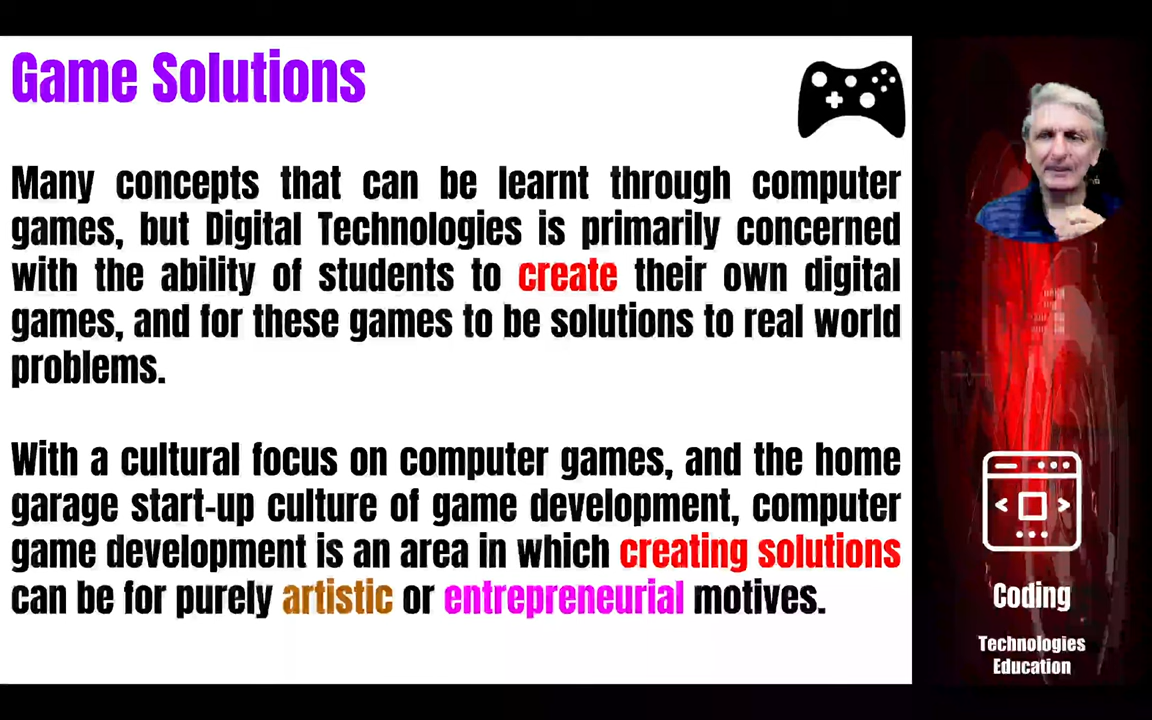 Game Solutions
Many concepts that can be learnt through computer
games, but Digital Technologies is primarily concerned
with the ability of students to create their own digital
games, and for these games to be solutions to real world
problems.
With a cultural focus on computer games, and the home
garage start-up culture of game development, computer
game development is an area in which creating solutions
can be for purely artistic or entrepreneurial motives.
Coding
Technologies
Education